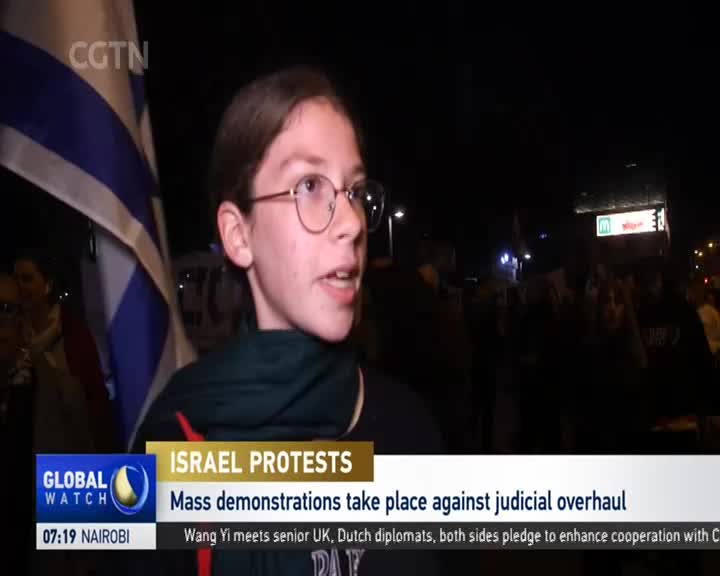 CGTN
ISRAEL PROTESTS
GLOBAL
WATCH
Mass demonstrations take place against judicial overhaul
07:19 NAIROBI
Wang Yi meets senior UK, Dutch diplomats, both sides pledge to enhance cooperation with C